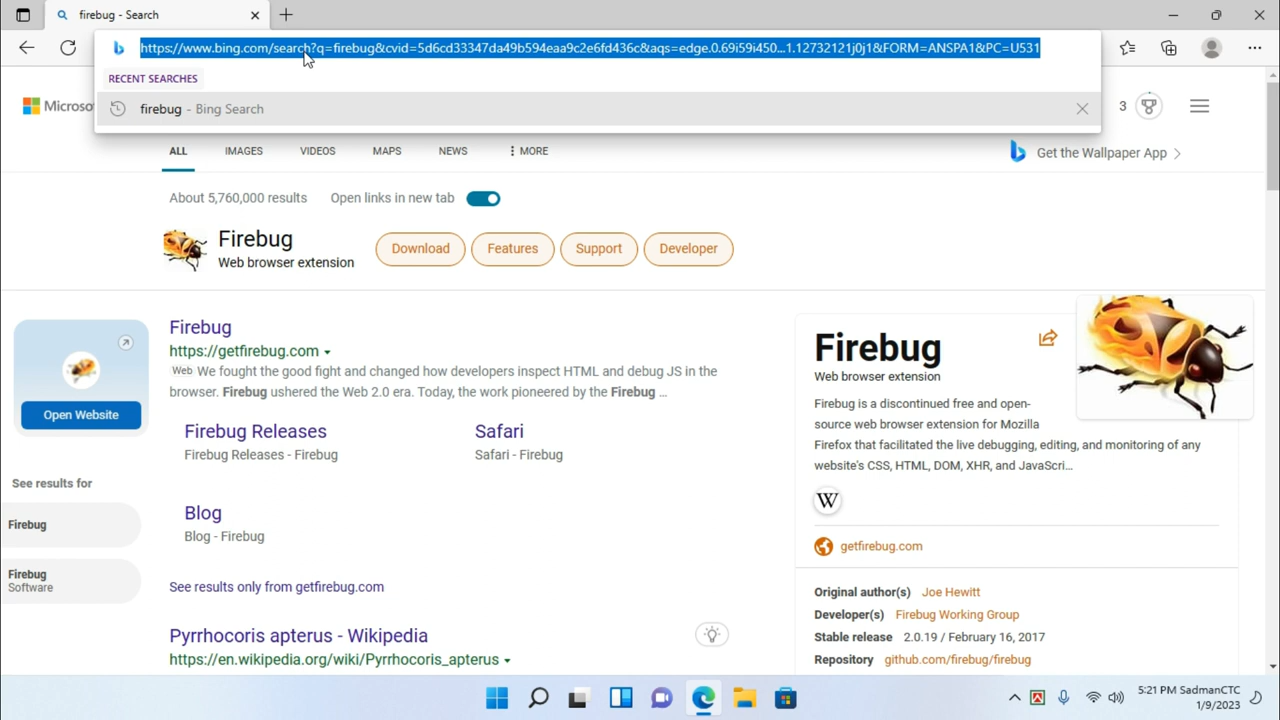 firebug - Search
https://www.bing.com/search?q=firebug&cvid=5d6cd33347da49b594eaa9c2e6fd436c&aqs=edge.0.69i59i450...1.12732121j0j1&FORM=ANSPA1&PC=U531
RECENT SEARCHES
firebug - Bing Search
Microso
3
ALL IMAGES VIDEOS MAPS NEWS MORE
Get the Wallpaper App
About 5,760,000 results Open links in new tab
Firebug
Web browser extension
Download Features Support Developer
Open Website
See results for
Firebug
Firebug
Software
Firebug
https://getfirebug.com
Web We fought the good fight and changed how developers inspect HTML and debug JS in the
browser. Firebug ushered the Web 2.0 era. Today, the work pioneered by the Firebug ...
Firebug Releases
Firebug Releases - Firebug
Safari
Safari - Firebug
Blog
Blog - Firebug
See results only from getfirebug.com
Pyrrhocoris apterus - Wikipedia
https://en.wikipedia.org/wiki/Pyrrhocoris_apterus
Firebug
Web browser extension
Firebug is a discontinued free and open-
source web browser extension for Mozilla
Firefox that facilitated the live debugging, editing, and monitoring of any
website's CSS, HTML, DOM, XHR, and JavaScri...
W
getfirebug.com
Original author(s) Joe Hewitt
Developer(s) Firebug Working Group
Stable release 2.0.19 / February 16, 2017
Repository github.com/firebug/firebug
5:21 PM SadmanCTC
1/9/2023